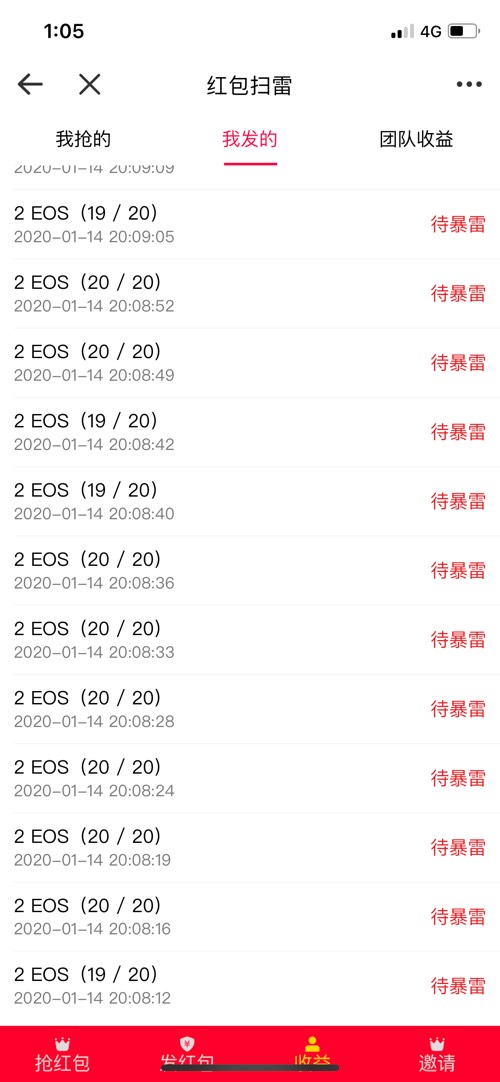 1:05
4G
红包扫雷
我抢的
我发的
团队收益
2020-01-14 20:09:09
2 EOS（19 / 20）
待暴雷
2020-01-14 20:09:05
2 EOS（20 / 20）
待暴雷
2020-01-14 20:08:52
2 EOS（20 / 20）
待暴雷
2020-01-14 20:08:49
2 EOS（19 / 20）
待暴雷
2020-01-14 20:08:42
2 EOS（19 / 20）
待暴雷
2020-01-14 20:08:40
2 EOS（20 / 20）
待暴雷
2020-01-14 20:08:36
2 EOS（20 / 20）
待暴雷
2020-01-14 20:08:33
2 EOS（20 / 20）
待暴雷
2020-01-14 20:08:28
2 EOS（20 / 20）
待暴雷
2020-01-14 20:08:24
2 EOS（20 / 20）
待暴雷
2020-01-14 20:08:19
2 EOS（20 / 20）
待暴雷
2020-01-14 20:08:16
2 EOS（19 / 20）
待暴雷
2020-01-14 20:08:12
抢红包
发红包
收益
邀请